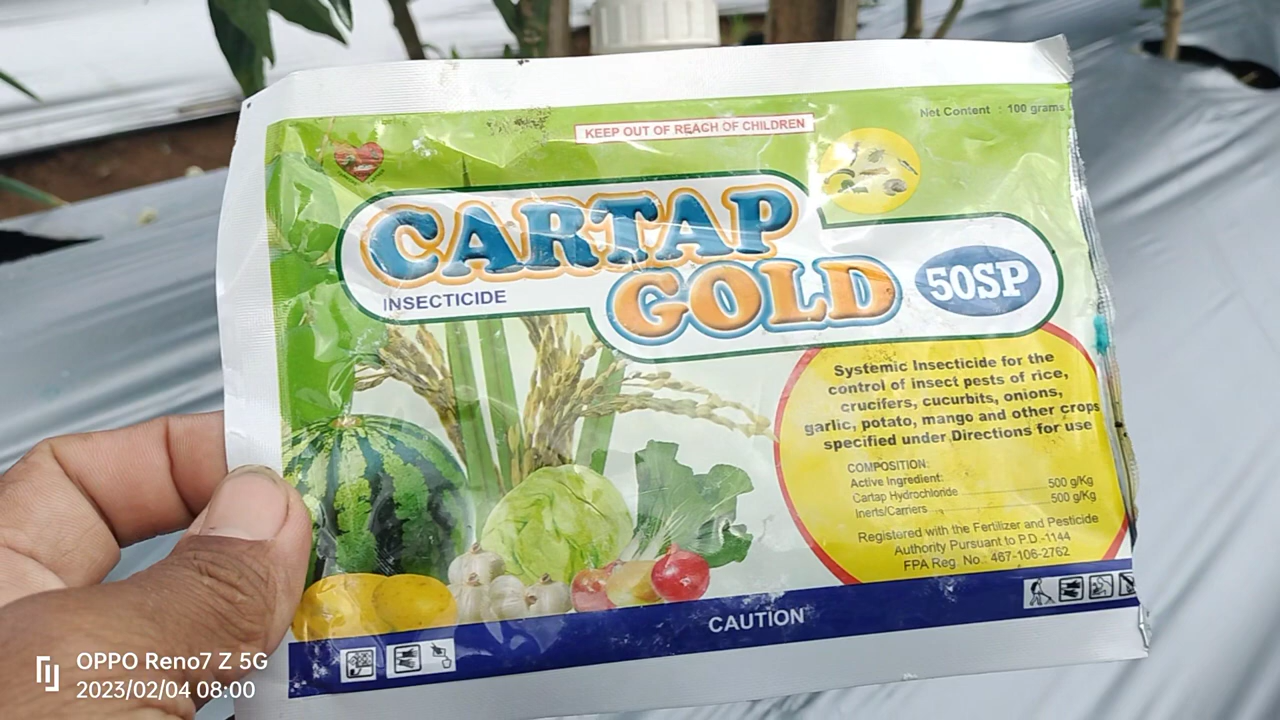 KEEP OUT OF REACH OF CHILDREN
Net Content : 100 grams
CARTAP
GOLD
50SP
INSECTICIDE
Systemic Insecticide for the
control of insect pests of rice,
crucifers, cucurbits, onions,
garlic, potato, mango and other crops
specified under Directions for use
COMPOSITION:
Active Ingredient:
Cartap Hydrochloride 500 g/Kg
Inerts/Carriers 500 g/Kg
Registered with the Fertilizer and Pesticide
Authority Pursuant to P.D -1144
FPA Reg. No. 467-106-2762
CAUTION
OPPO Reno7 Z 5G
2023/02/04 08:00